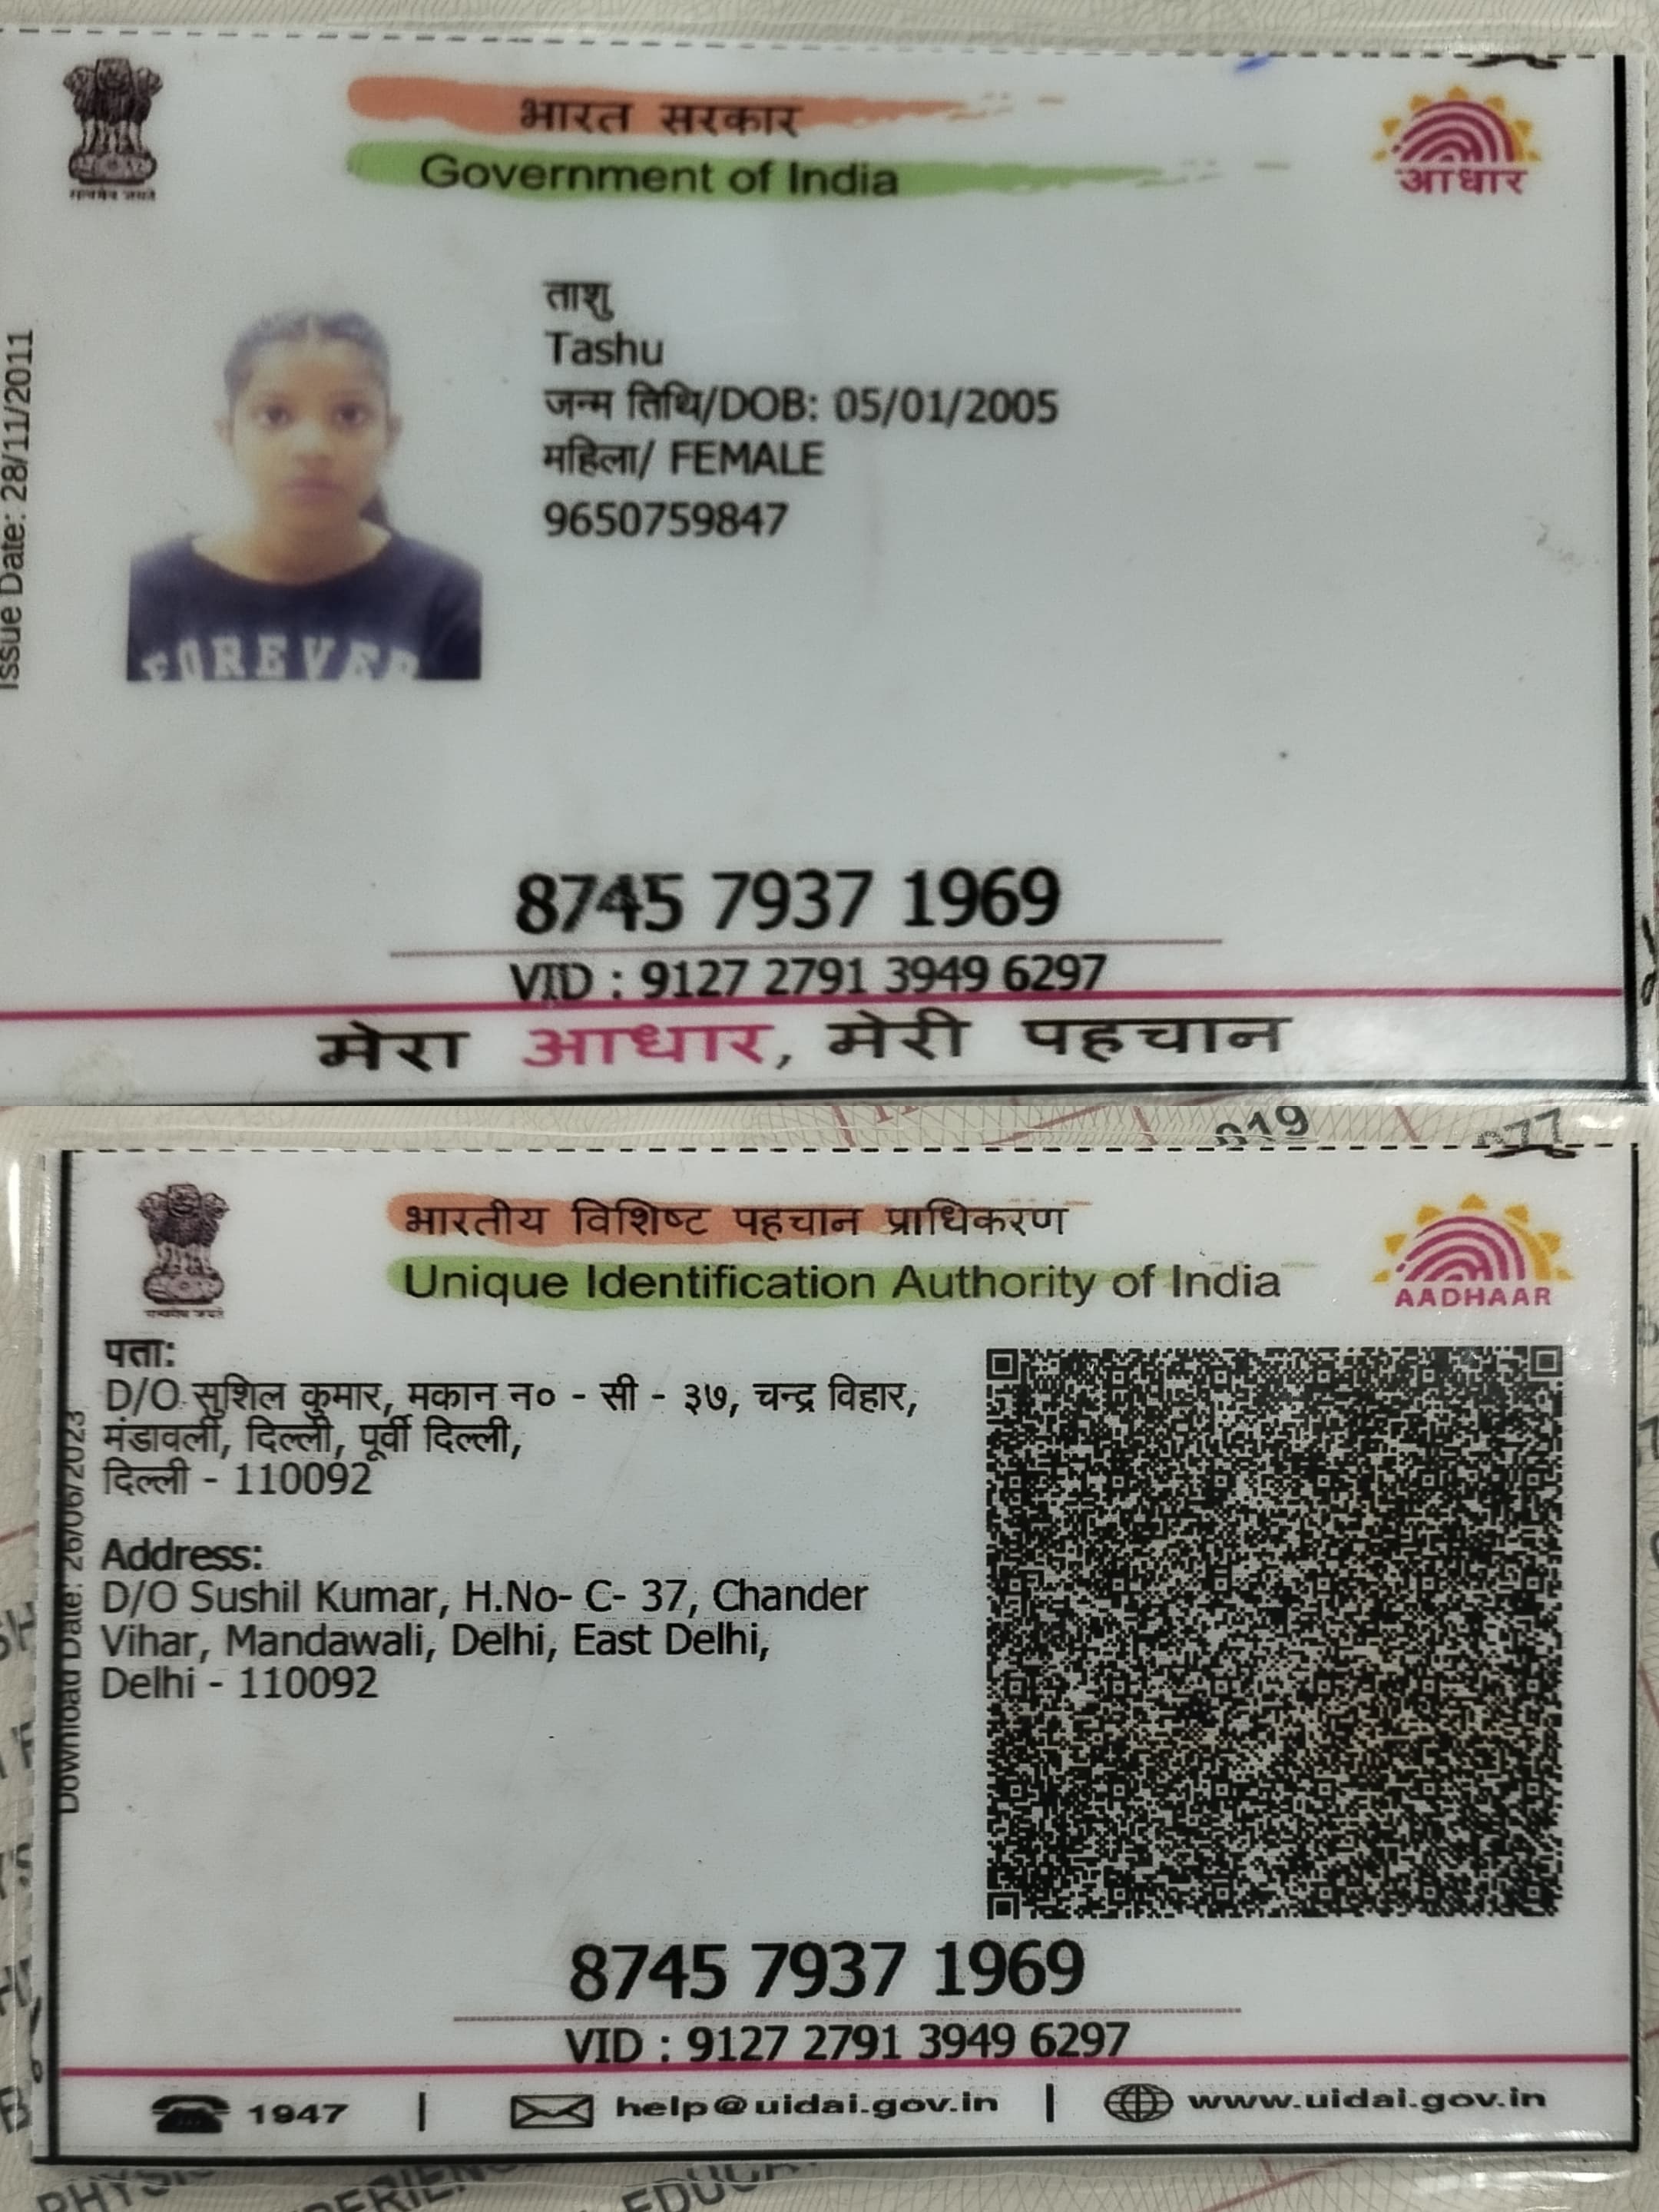 भारत सरकार
Government of India
आधार
Issue Date: 28/11/2011
ताशु
Tashu
जन्म तिथि/DOB: 05/01/2005
महिला/ FEMALE
9650759847
FOREVER
8745 7937 1969
VID : 9127 2791 3949 6297
मेरा आधार, मेरी पहचान
भारतीय विशिष्ट पहचान प्राधिकरण
Unique Identification Authority of India
AADHAAR
Download Date: 26/06/2023
पता:
D/O सुशिल कुमार, मकान न० - सी - ३७, चन्द्र विहार,
मंडावली, दिल्ली, पूर्वी दिल्ली,
दिल्ली - 110092
Address:
D/O Sushil Kumar, H.No- C- 37, Chander
Vihar, Mandawali, Delhi, East Delhi,
Delhi - 110092
8745 7937 1969
VID : 9127 2791 3949 6297
1947 | help@uidai.gov.in | www.uidai.gov.in